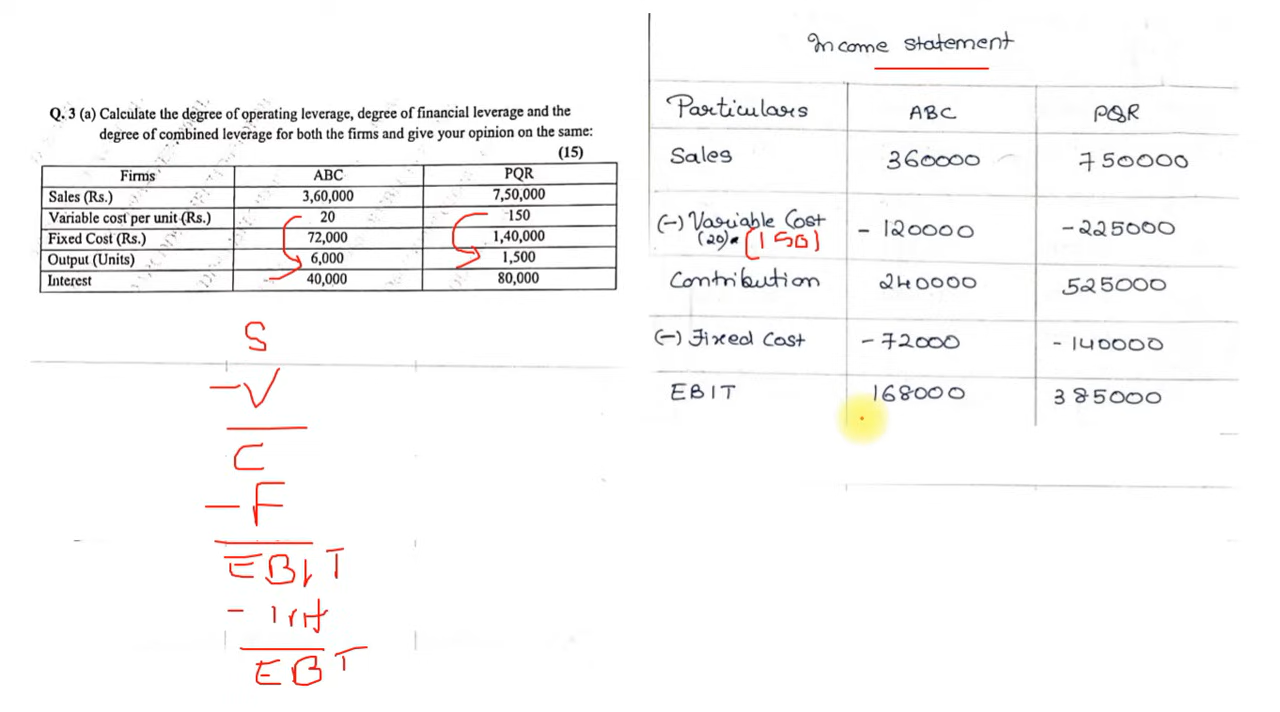 Q. 3 (a) Calculate the degree of operating leverage, degree of financial leverage and the
degree of combined leverage for both the firms and give your opinion on the same:
(15)
Firms ABC PQR
Sales (Rs.) 3,60,000 7,50,000
Variable cost per unit (Rs.) 20 150
Fixed Cost (Rs.) 72,000 1,40,000
Output (Units) 6,000 1,500
Interest 40,000 80,000
S
-V
C
-F
EBIT
- Int
EBT
Income statement
Particulars ABC PQR
Sales 360000 750000
(-) Variable Cost - 120000 -225000
(20) (150)
Contribution 240000 525000
(-) Fixed Cost -72000 -140000
EBIT 168000 385000